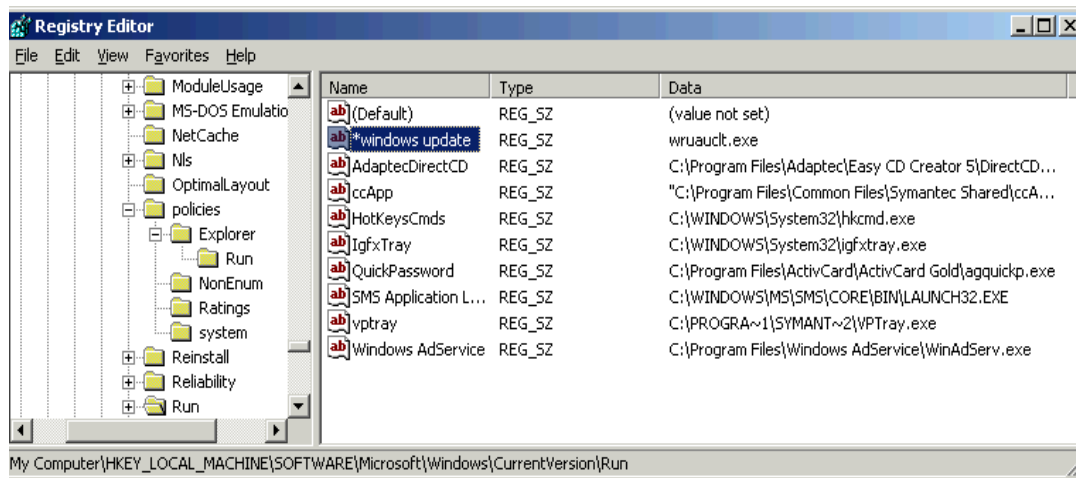 Registry Editor
File Edit View Favorites Help
ModuleUsage
MS-DOS Emulatio
NetCache
Nls
OptimalLayout
policies
Explorer
Run
NonEnum
Ratings
system
Reinstall
Reliability
Run
Name Type Data
(Default) REG_SZ (value not set)
*windows update REG_SZ wruauclt.exe
AdaptecDirectCD REG_SZ C:\Program Files\Adaptec\Easy CD Creator 5\DirectCD...
ccApp REG_SZ "C:\Program Files\Common Files\Symantec Shared\ccA...
HotKeysCmds REG_SZ C:\WINDOWS\System32\hkcmd.exe
IgfxTray REG_SZ C:\WINDOWS\System32\igfxtray.exe
QuickPassword REG_SZ C:\Program Files\ActivCard\ActivCard Gold\agquickp.exe
SMS Application L... REG_SZ C:\WINDOWS\MS\SMS\CORE\BIN\LAUNCH32.EXE
vptray REG_SZ C:\PROGRA~1\SYMANT~2\VPTray.exe
Windows AdService REG_SZ C:\Program Files\Windows AdService\WinAdServ.exe
My Computer\HKEY_LOCAL_MACHINE\SOFTWARE\Microsoft\Windows\CurrentVersion\Run